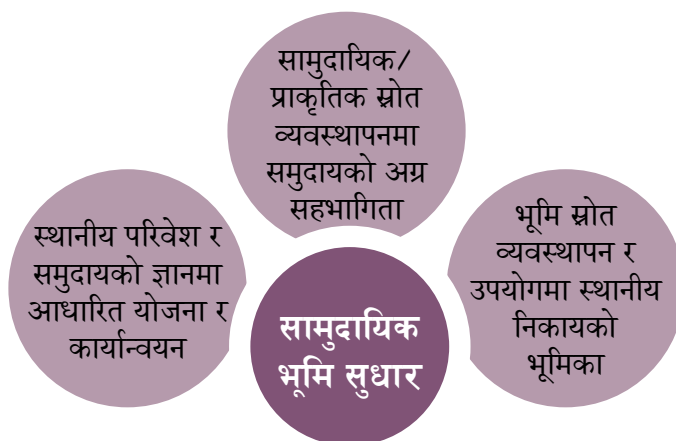 सामुदायिक/
प्राकृतिक स्रोत
व्यवस्थापनमा
समुदायको अग्र
सहभागिता
स्थानीय परिवेश र
समुदायको ज्ञानमा
आधारित योजना र
कार्यान्वयन
भूमि स्रोत
व्यवस्थापन र
उपयोगमा स्थानीय
निकायको
भूमिका
सामुदायिक
भूमि सुधार